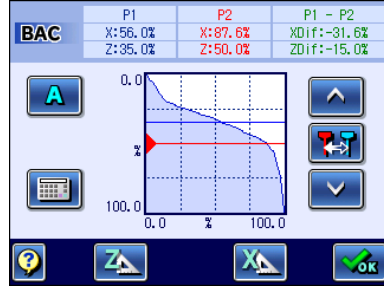 BAC
P1 P2 P1 - P2
X:56.0% X:87.6% XDif:-31.6%
Z:35.0% Z:50.0% ZDif:-15.0%
A
0.0
P P
%
100.0
0.0 % 100.0
? Z X OK